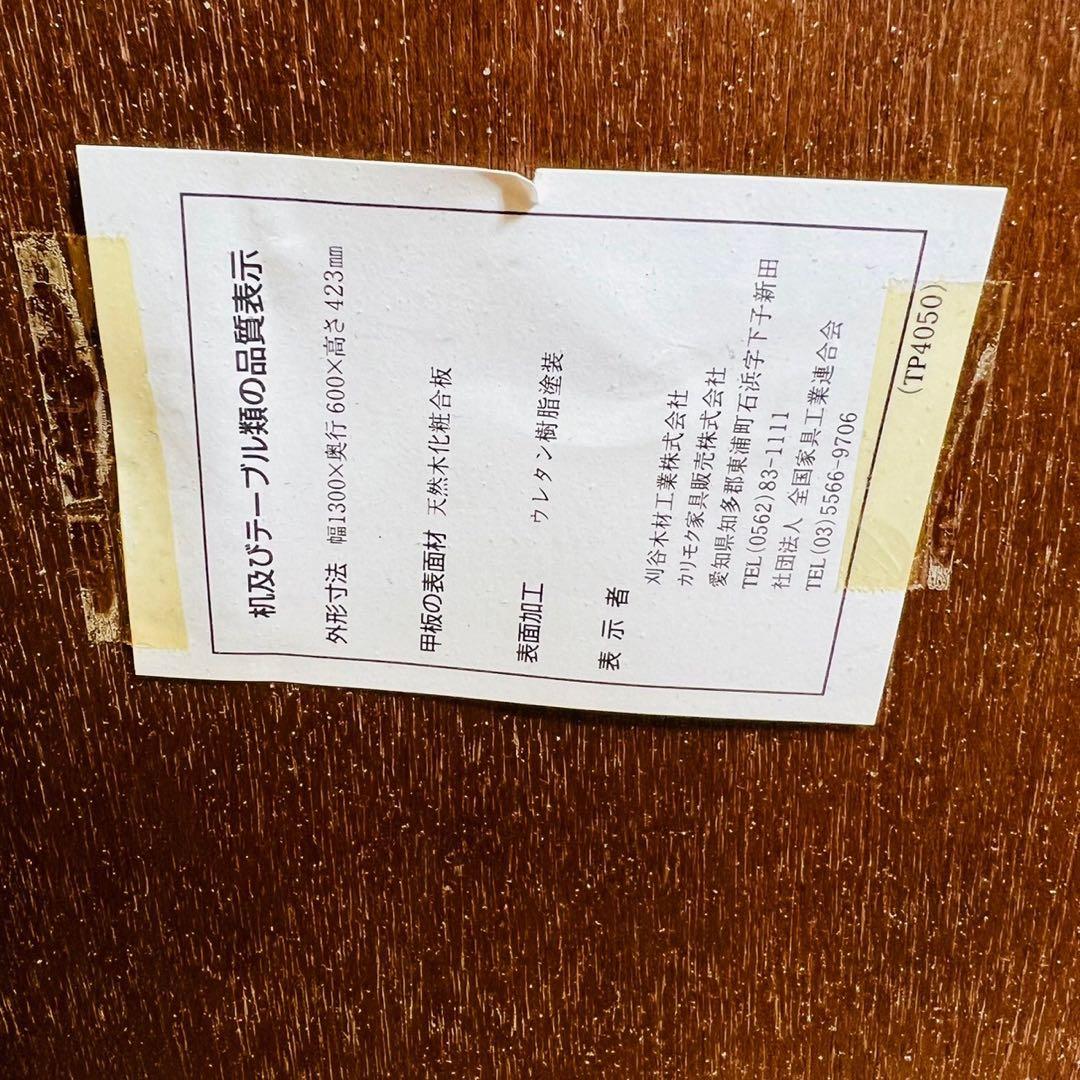 机及びテーブル類の品質表示
外形寸法 幅1300×奥行600×高さ423㎜
甲板の表面材 天然木化粧合板
表面加工 ウレタン樹脂塗装
表示者
刈谷木材工業株式会社
カリモク家具販売株式会社
愛知県知多郡東浦町石浜字下子新田
TEL(0562)83-1111
社団法人 全国家具工業連合会
TEL(03)5566-9706
(TP4050)